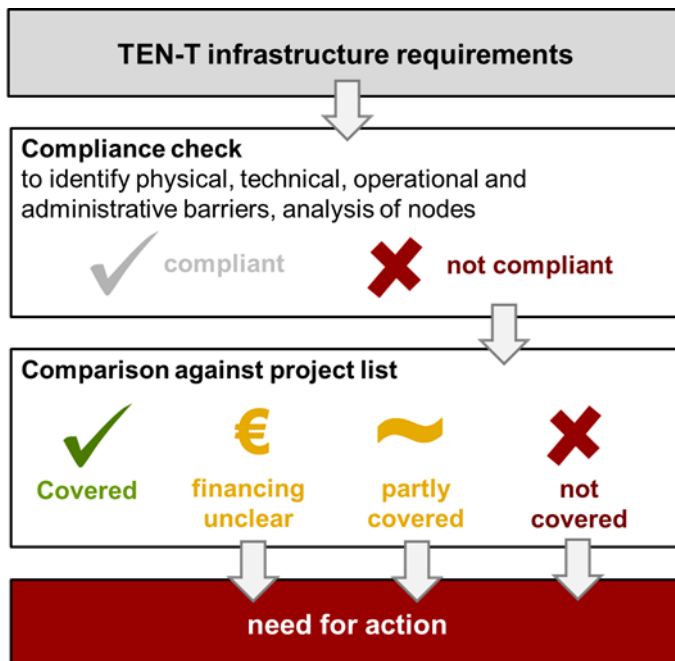 TEN-T infrastructure requirements
Compliance check
to identify physical, technical, operational and
administrative barriers, analysis of nodes
compliant
not compliant
Comparison against project list
€
~
Covered
financing
unclear
partly
covered
not
covered
need for action